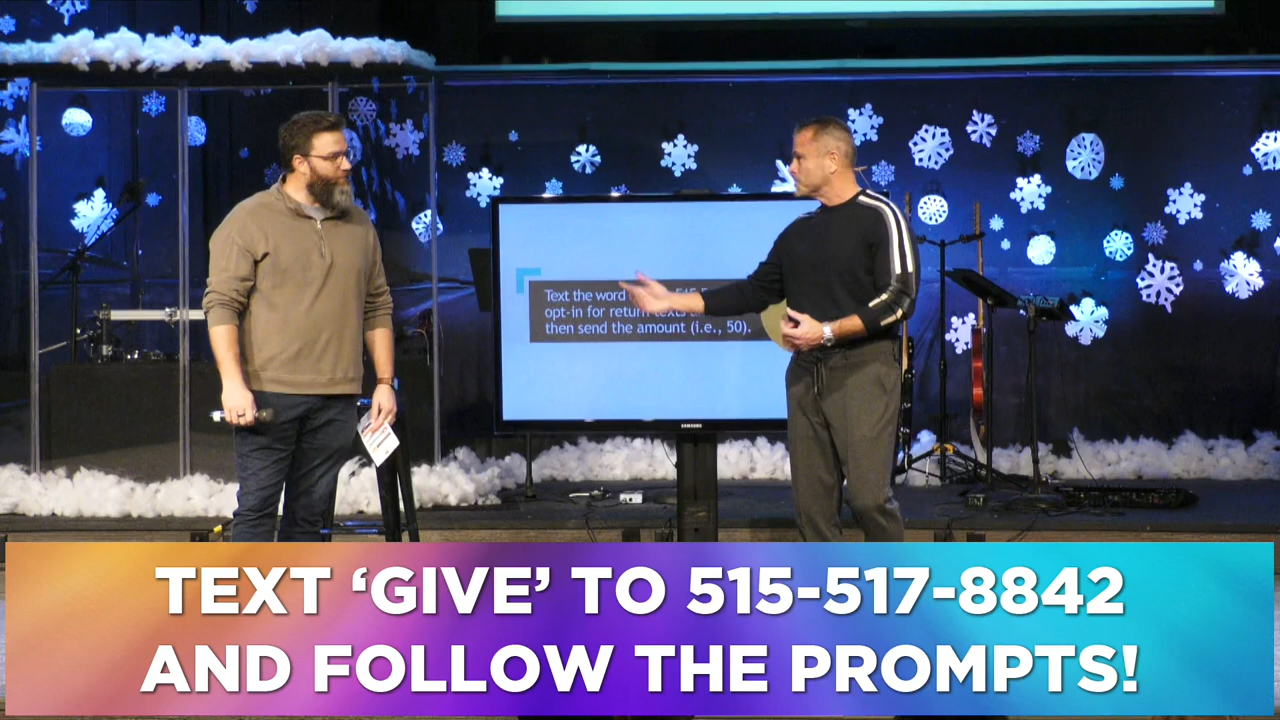 Text the word
opt-in for return texts
then send the amount (i.e., 50).
SAMSUNG
TEXT ‘GIVE’ TO 515-517-8842
AND FOLLOW THE PROMPTS!